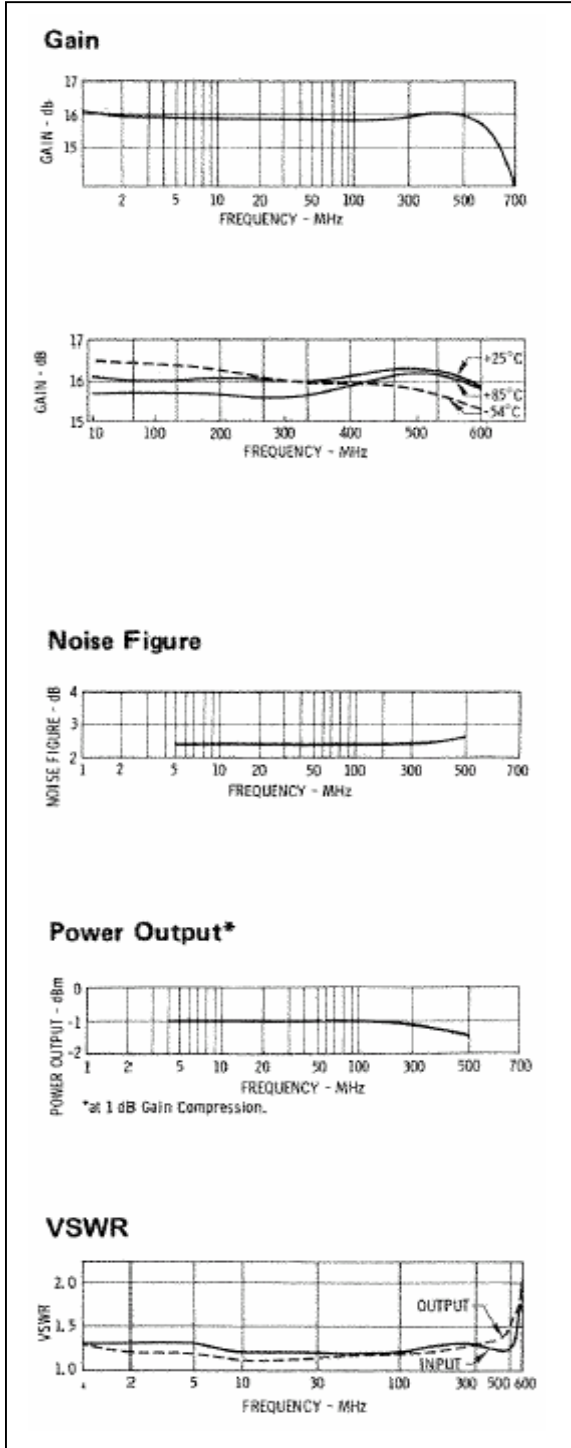 Gain
17
16
15
GAIN - db
2 5 10 20 50 100 300 500 700
FREQUENCY - MHz
17
16
15
GAIN - dB
+25°C
+85°C
-54°C
10 100 200 300 400 500 600
FREQUENCY - MHz
Noise Figure
4
3
2
NOISE FIGURE - dB
1 2 5 10 20 50 100 300 500 700
FREQUENCY - MHz
Power Output*
0
-1
-2
POWER OUTPUT - dBm
1 2 5 10 20 50 100 300 500 700
FREQUENCY - MHz
*at 1 dB Gain Compression.
VSWR
2.0
1.5
1.0
VSWR
OUTPUT
INPUT
2 5 10 30 100 300 500 600
FREQUENCY - MHz